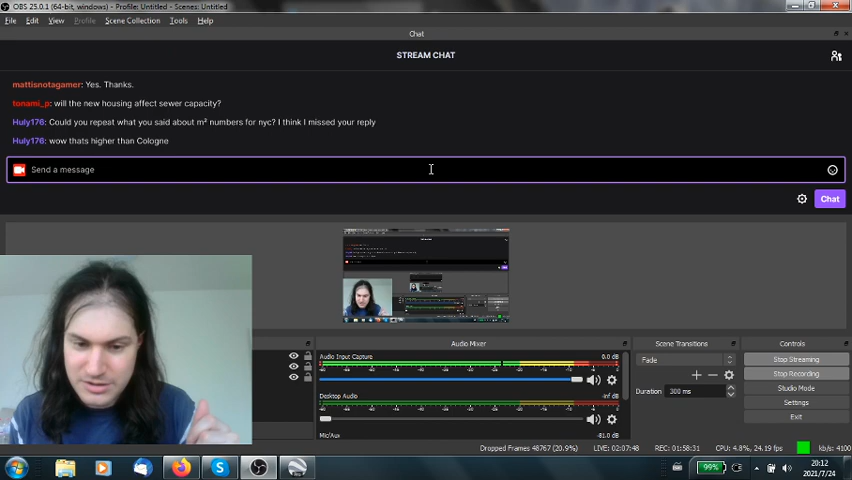 OBS 25.0.1 (64-bit, windows) - Profile: Untitled - Scenes: Untitled
File Edit View Profile Scene Collection Tools Help
Chat
STREAM CHAT
mattisnotagamer: Yes. Thanks.
tonami_p: will the new housing affect sewer capacity?
Huly176: Could you repeat what you said about m² numbers for nyc? I think I missed your reply
Huly176: wow thats higher than Cologne
Send a message
Chat
Audio Mixer
Scene Transitions
Controls
Audio Input Capture 0.0 dB
Fade
Stop Streaming
Stop Recording
Duration 300 ms
Studio Mode
Desktop Audio -inf dB
Settings
Exit
Mic/Aux -81.0 dB
Dropped Frames 48767 (20.9%) LIVE: 02:07:48 REC: 01:58:31 CPU: 4.8%, 24.19 fps kb/s: 4100
99%
20:12
2021/7/24